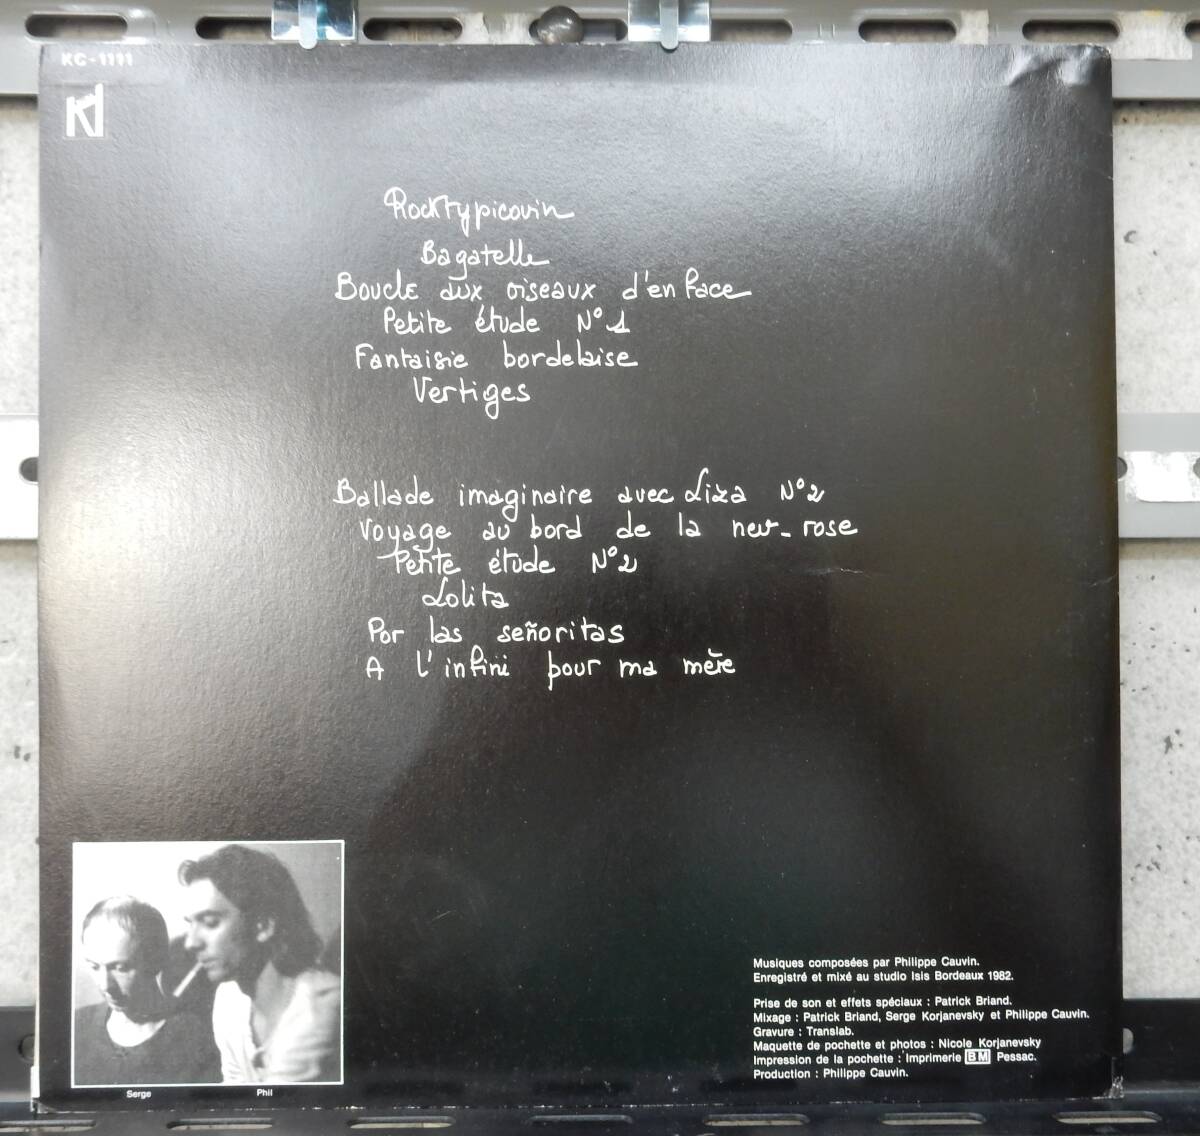 KC-1111
Rocktypicovin
Bagatelle
Boucle aux oiseaux d'en face
Petite étude N°1
Fantaisie bordelaise
Vertiges
Ballade imaginaire avec Liza N°2
Voyage au bord de la nev-rose
Petite étude N°2
Lolita
Por las señoritas
A l'infini pour ma mère
Musiques composées par Philippe Cauvin.
Enregistré et mixé au studio Isis Bordeaux 1982.
Prise de son et effets spéciaux : Patrick Briand.
Mixage : Patrick Briand, Serge Korjanevsky et Philippe Cauvin.
Gravure : Translab.
Maquette de pochette et photos : Nicole Korjanevsky
Impression de la pochette : Imprimerie BM Pessac.
Production : Philippe Cauvin.
Serge Phil